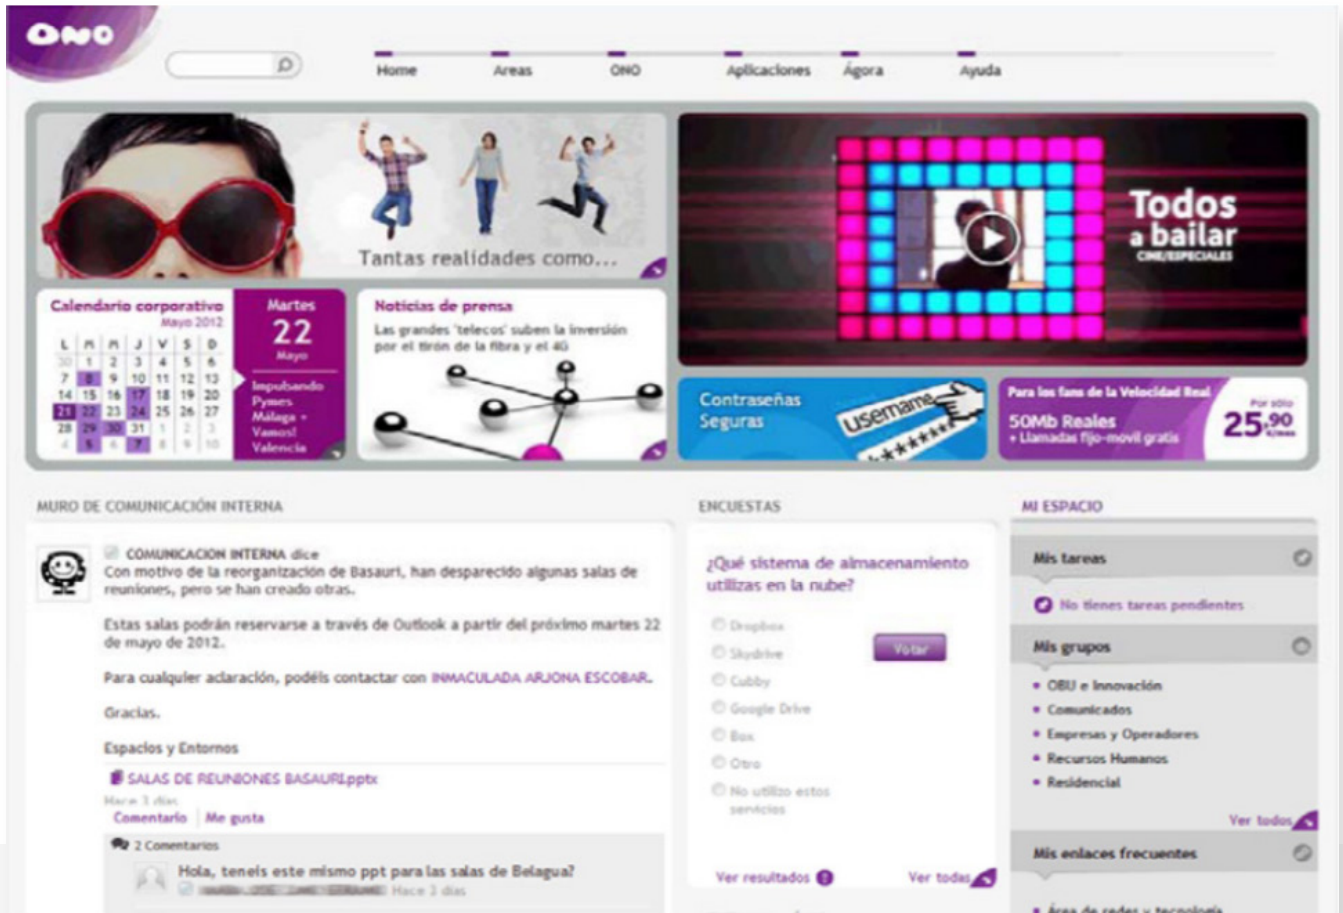 ONO
Home
Areas
ONO
Aplicaciones
Ágora
Ayuda
Tantas realidades como...
Todos
a bailar
CINE/ESPECIALES
Calendario corporativo
Mayo 2012
L M M J V S D
30 1 2 3 4 5 6
7 8 9 10 11 12 13
14 15 16 17 18 19 20
21 22 23 24 25 26 27
28 29 30 31 1 2 3
4 5 6 7 8 9 10
Martes
22
Mayo
Impulsando
Pymes
Málaga -
Vamos!
Valencia
Noticias de prensa
Las grandes 'telecos' suben la inversión
por el tirón de la fibra y el 4G
Contraseñas
Seguras
username
*******
Para los fans de la Velocidad Real
50Mb Reales
+ Llamadas fijo-movil gratis
Por sólo
25,90
MURO DE COMUNICACIÓN INTERNA
COMUNICACION INTERNA dice
Con motivo de la reorganización de Basauri, han desparecido algunas salas de
reuniones, pero se han creado otras.
Estas salas podrán reservarse a través de Outlook a partir del próximo martes 22
de mayo de 2012.
Para cualquier aclaración, podéis contactar con INMACULADA ARJONA ESCOBAR.
Gracias.
Espacios y Entornos
SALAS DE REUNIONES BASAURI.pptx
Hace 3 días
Comentario
Me gusta
2 Comentarios
Hola, teneis este mismo ppt para las salas de Belagua?
Hace 3 días
ENCUESTAS
¿Qué sistema de almacenamiento
utilizas en la nube?
Dropbox
Skydrive
Cubby
Google Drive
Box
Otro
No utilizo estos
servicios
Votar
Ver resultados
Ver todas
MI ESPACIO
Mis tareas
No tienes tareas pendientes
Mis grupos
OBU e Innovación
Comunicados
Empresas y Operadores
Recursos Humanos
Residencial
Ver todos
Mis enlaces frecuentes
Área de redes y tecnología